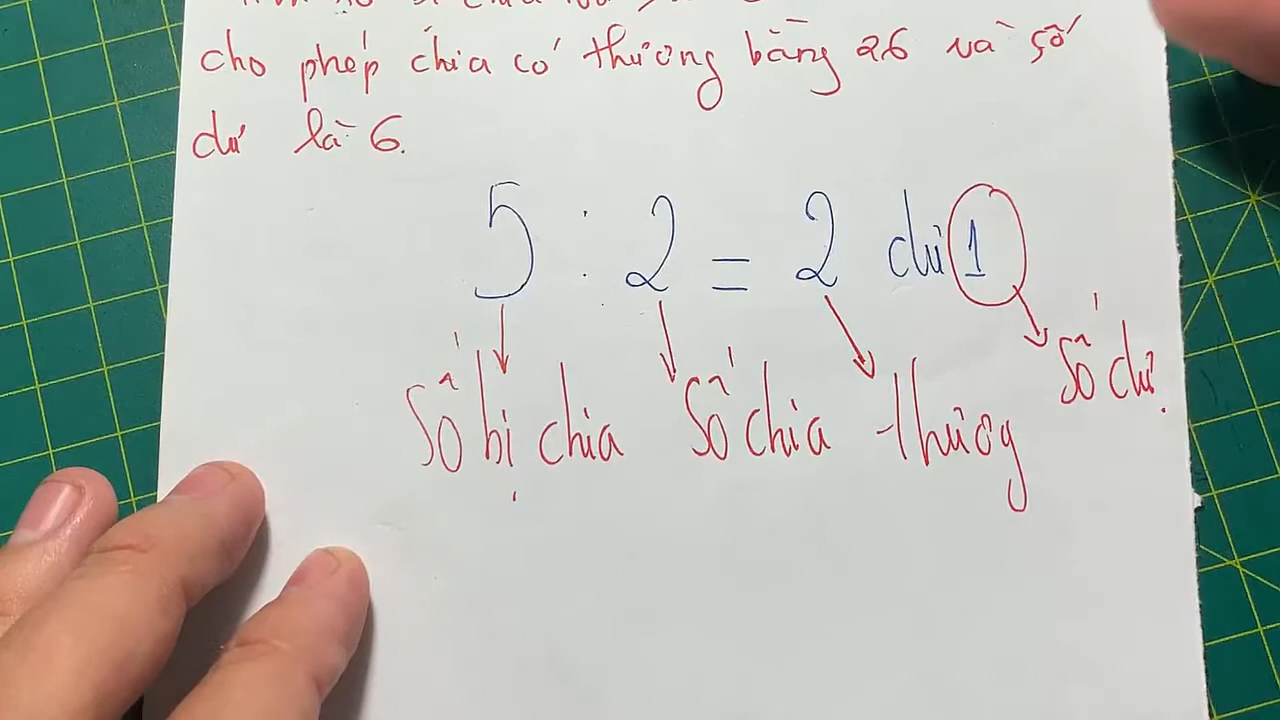 cho phép chia có thương bằng 26 và số
dư là 6.
5 : 2 = 2 dư 1
số dư
số bị chia số chia thương